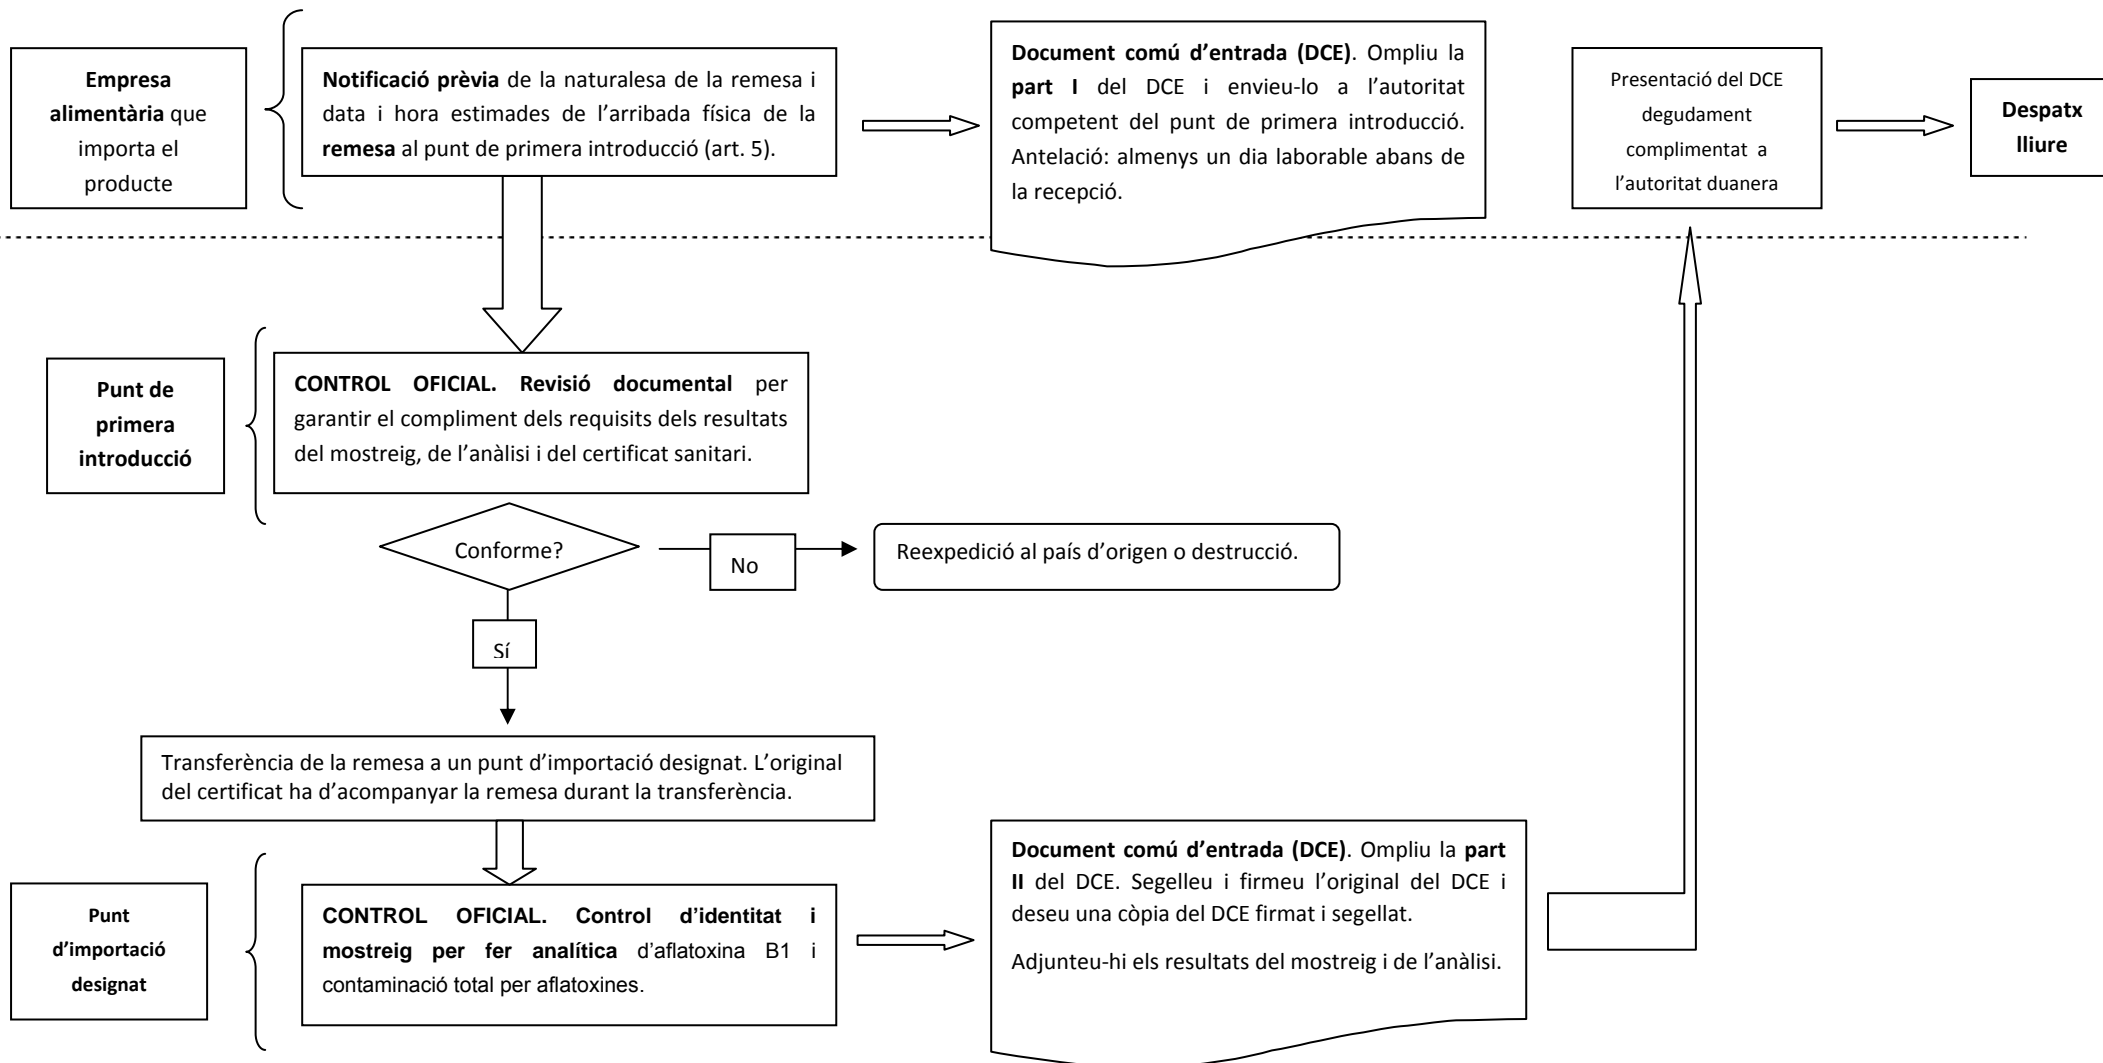 Empresa
alimentària que
importa el
producte
Notificació prèvia de la naturalesa de la remesa i
data i hora estimades de l’arribada física de la
remesa al punt de primera introducció (art. 5).
Document comú d’entrada (DCE). Ompliu la
part I del DCE i envieu-lo a l’autoritat
competent del punt de primera introducció.
Antelació: almenys un dia laborable abans de
la recepció.
Presentació del DCE
degudament
complimentat a
l’autoritat duanera
Despatx
lliure
Punt de
primera
introducció
CONTROL OFICIAL. Revisió documental per
garantir el compliment dels requisits dels resultats
del mostreig, de l’anàlisi i del certificat sanitari.
Conforme?
No
Reexpedició al país d’origen o destrucció.
Sí
Transferència de la remesa a un punt d’importació designat. L’original
del certificat ha d’acompanyar la remesa durant la transferència.
Punt
d’importació
designat
CONTROL OFICIAL. Control d’identitat i
mostreig per fer analítica d’aflatoxina B1 i
contaminació total per aflatoxines.
Document comú d’entrada (DCE). Ompliu la part
II del DCE. Segelleu i firmeu l’original del DCE i
deseu una còpia del DCE firmat i segellat.
Adjunteu-hi els resultats del mostreig i de l’anàlisi.